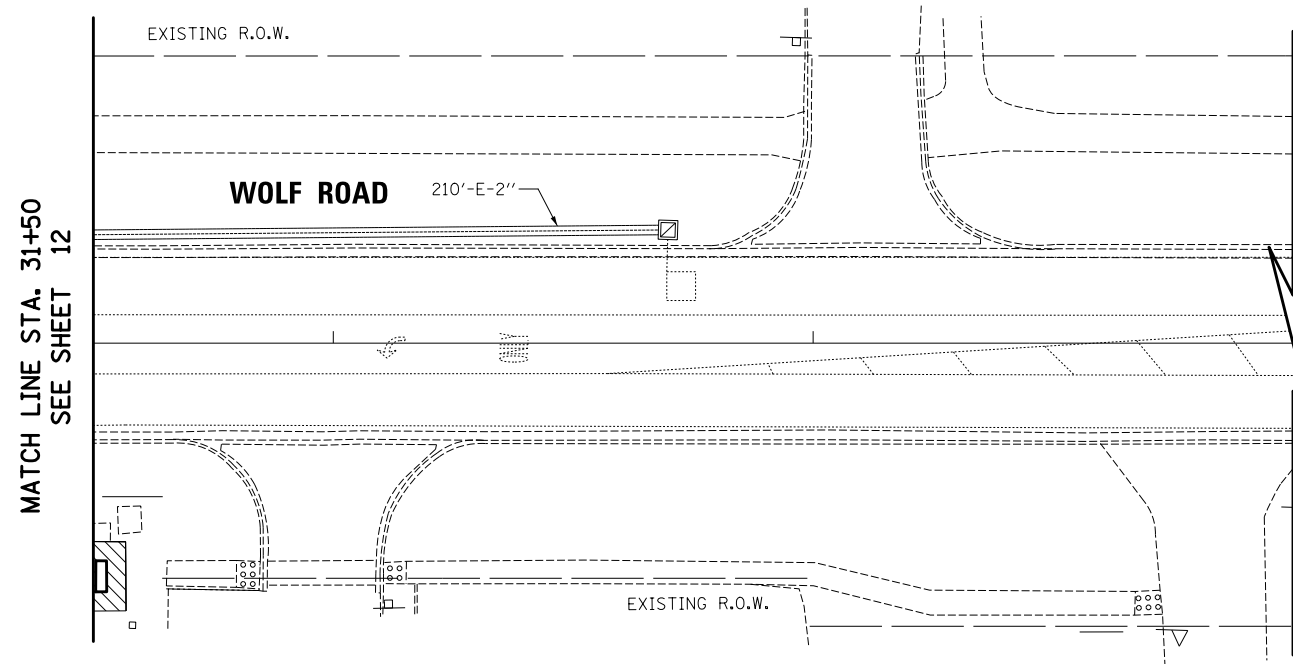 EXISTING R.O.W.
WOLF ROAD
210'-E-2''
MATCH LINE STA. 31+50
SEE SHEET 12
EXISTING R.O.W.